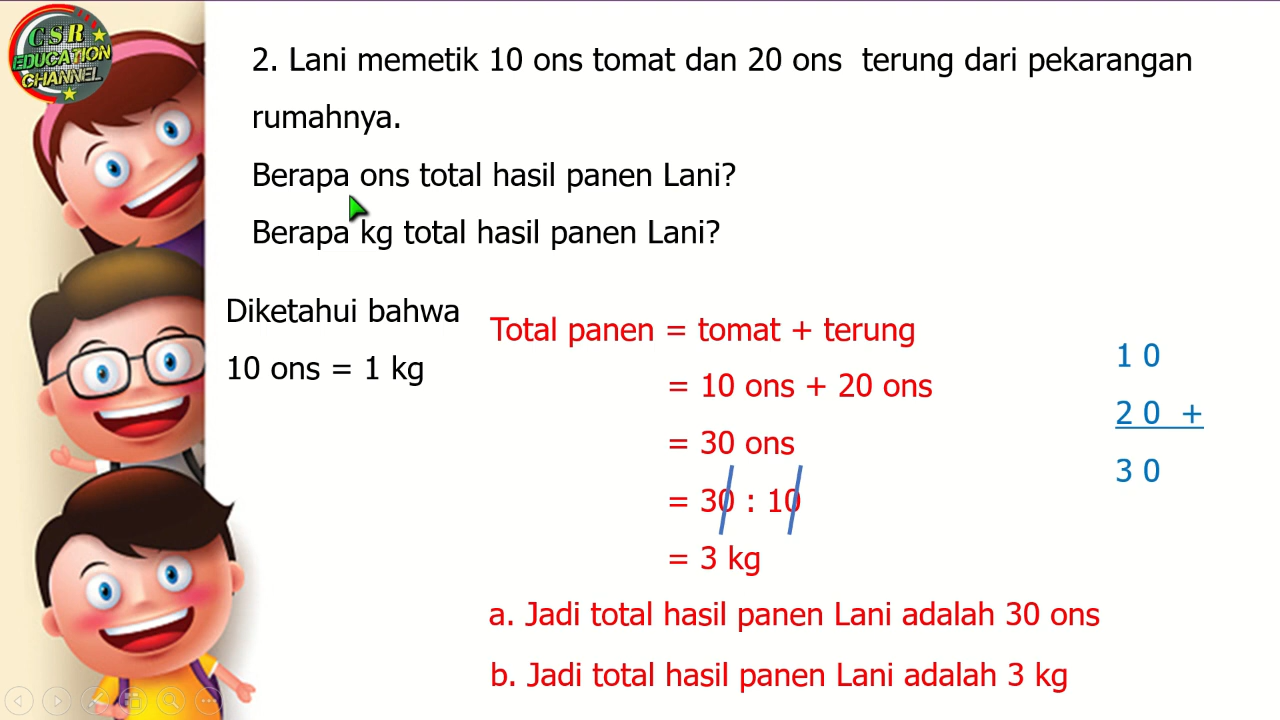 CSR
EDUCATION
CHANNEL
2. Lani memetik 10 ons tomat dan 20 ons terung dari pekarangan
rumahnya.
Berapa ons total hasil panen Lani?
Berapa kg total hasil panen Lani?
Diketahui bahwa
10 ons = 1 kg
Total panen = tomat + terung
= 10 ons + 20 ons
= 30 ons
= 30 : 10
= 3 kg
1 0
2 0 +
3 0
a. Jadi total hasil panen Lani adalah 30 ons
b. Jadi total hasil panen Lani adalah 3 kg